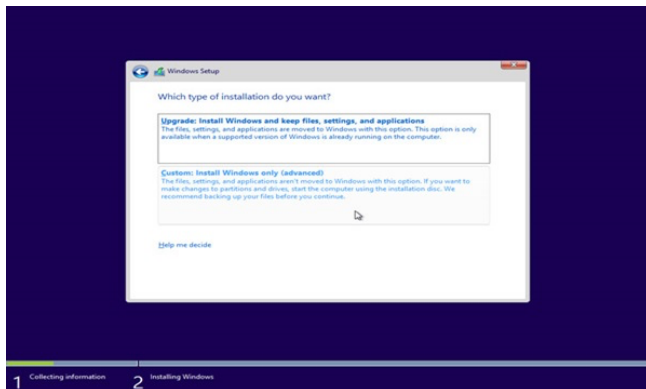 Windows Setup
Which type of installation do you want?
Upgrade: Install Windows and keep files, settings, and applications
The files, settings, and applications are moved to Windows with this option. This option is only
available when a supported version of Windows is already running on the computer.
Custom: Install Windows only (advanced)
The files, settings, and applications aren't moved to Windows with this option. If you want to
make changes to partitions and drives, start the computer using the installation disc. We
recommend backing up your files before you continue.
Help me decide
1 Collecting information 2 Installing Windows